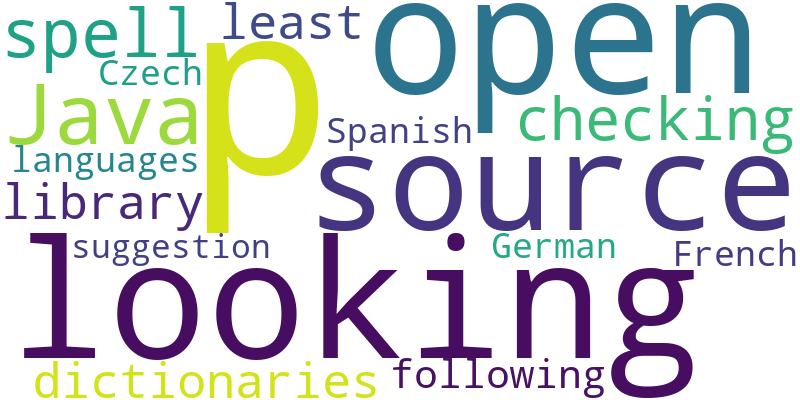 spell
least
p
open
Czech
Java
checking
Spanish
languages
source
library
looking
suggestion
German
French
dictionaries
following